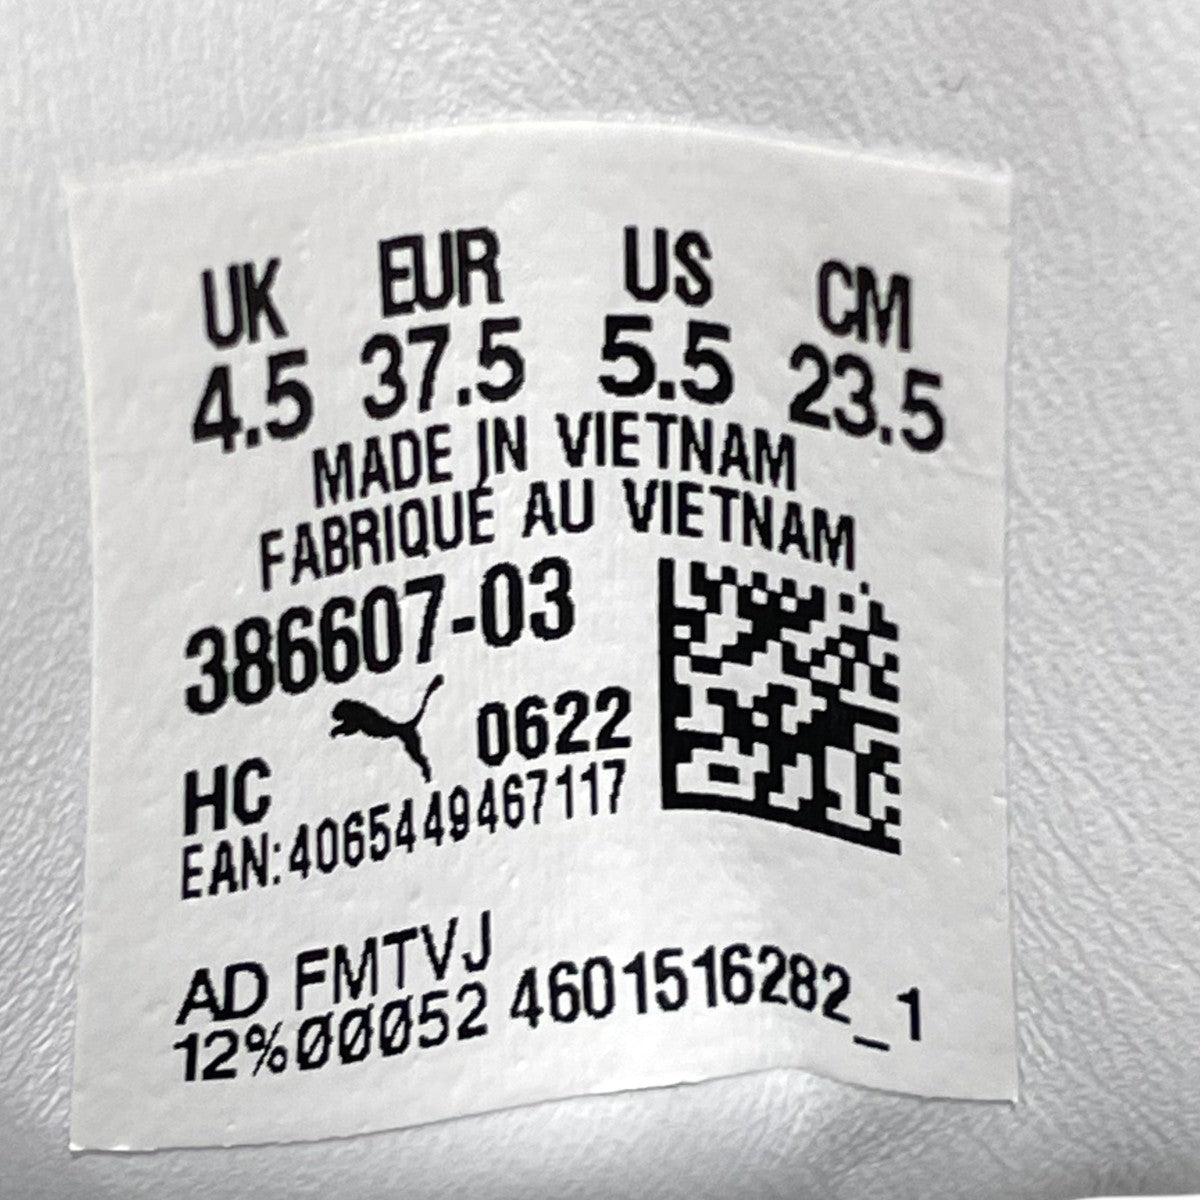 UK EUR US CM
4.5 37.5 5.5 23.5
MADE IN VIETNAM
FABRIQUÉ AU VIETNAM
386607-03
HC 0622
EAN:4065449467117
AD FMTVJ
12%00052 4601516282_1